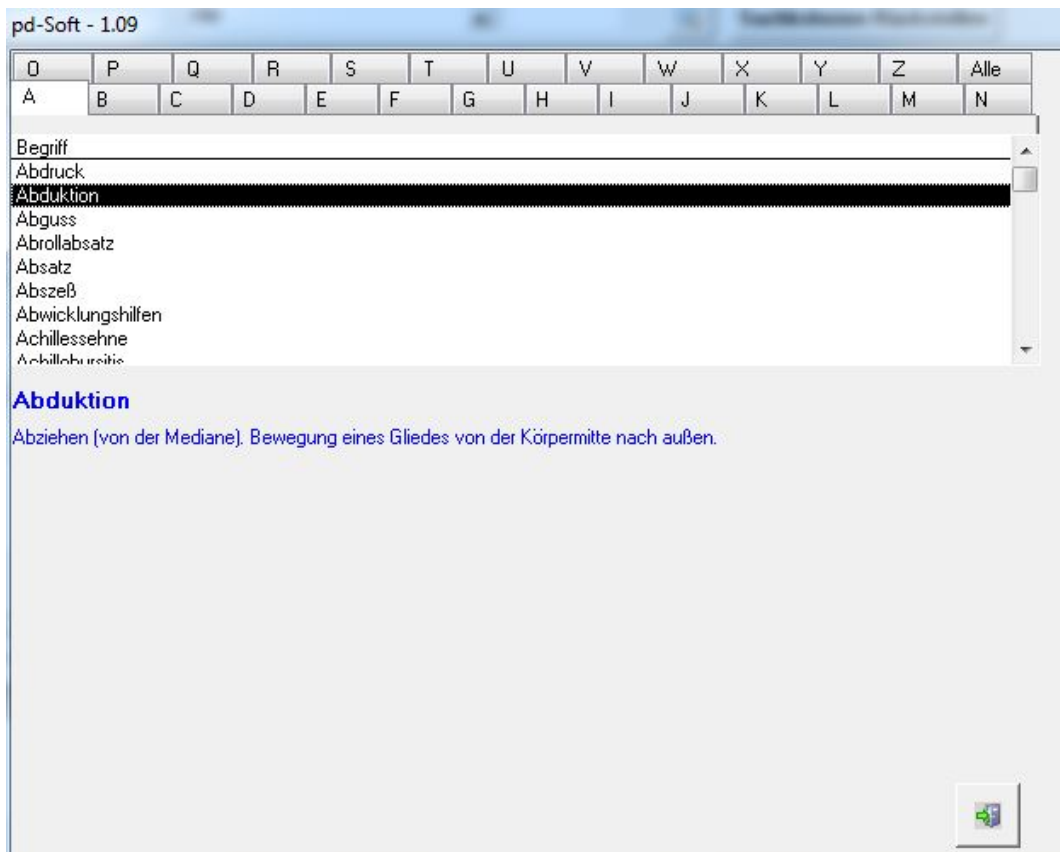 pd-Soft - 1.09
O P Q R S T U V W X Y Z Alle
A B C D E F G H I J K L M N
Begriff
Abdruck
Abduktion
Abguss
Abrollabsatz
Absatz
Abszeß
Abwicklungshilfen
Achillessehne
Achillobursitis
Abduktion
Abziehen (von der Mediane). Bewegung eines Gliedes von der Körpermitte nach außen.